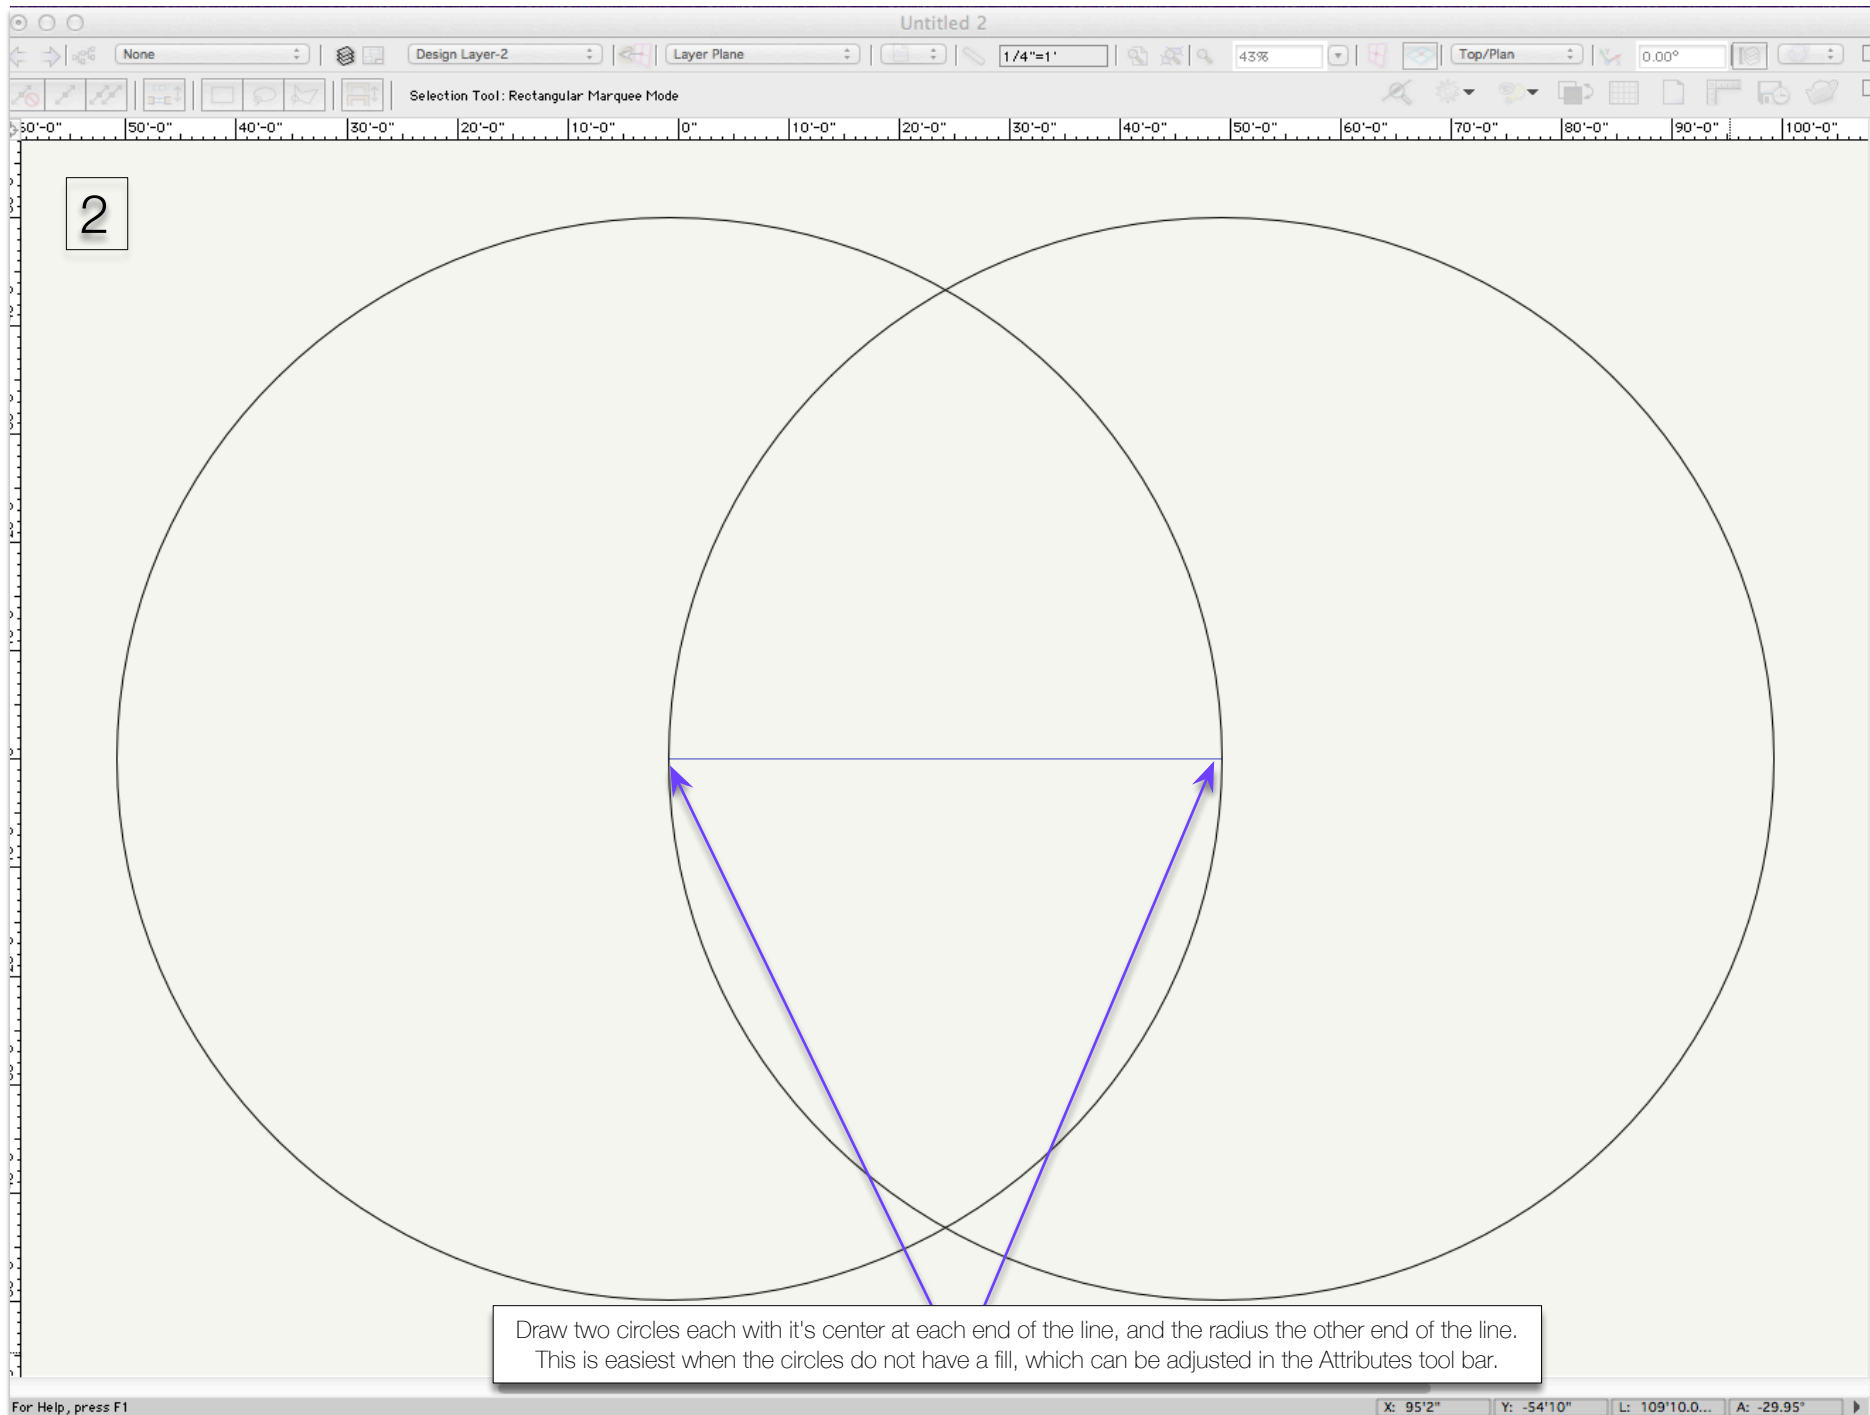 Untitled 2
None Design Layer-2 Layer Plane 1/4"=1' 43% Top/Plan 0.00°
Selection Tool: Rectangular Marquee Mode
50'-0" 40'-0" 30'-0" 20'-0" 10'-0" 0" 10'-0" 20'-0" 30'-0" 40'-0" 50'-0" 60'-0" 70'-0" 80'-0" 90'-0" 100'-0"
2
Draw two circles each with it's center at each end of the line, and the radius the other end of the line.
This is easiest when the circles do not have a fill, which can be adjusted in the Attributes tool bar.
For Help, press F1 X: 95'2" Y: -54'10" L: 109'10.0... A: -29.95°